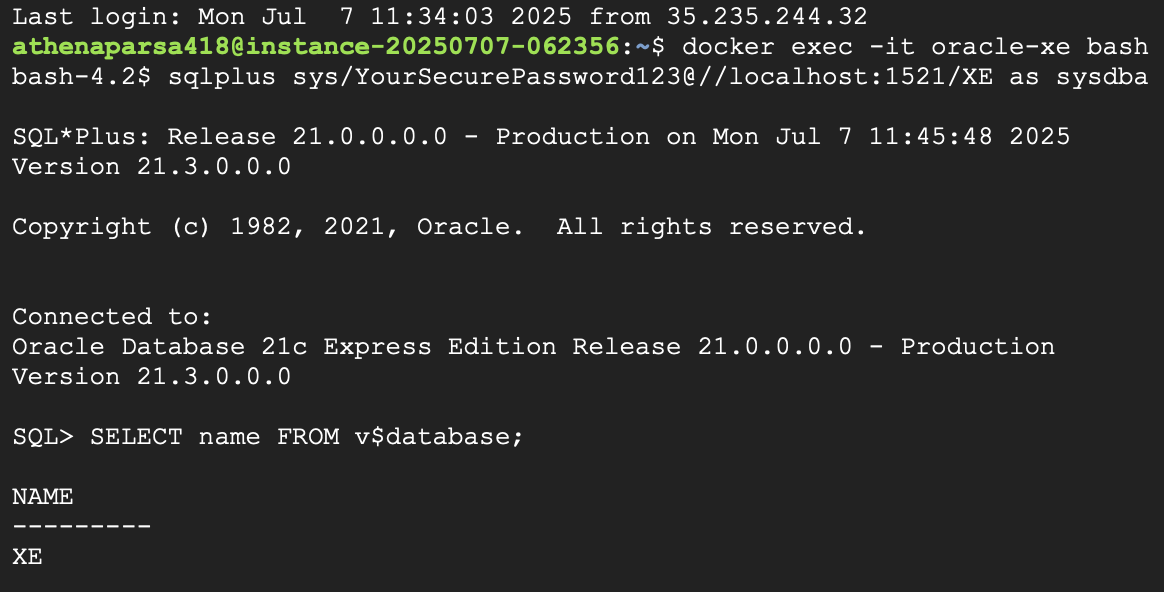 Last login: Mon Jul  7 11:34:03 2025 from 35.235.244.32
athenaparsa418@instance-20250707-062356:~$ docker exec -it oracle-xe bash
bash-4.2$ sqlplus sys/YourSecurePassword123@//localhost:1521/XE as sysdba
SQL*Plus: Release 21.0.0.0.0 - Production on Mon Jul 7 11:45:48 2025
Version 21.3.0.0.0
Copyright (c) 1982, 2021, Oracle.  All rights reserved.
Connected to:
Oracle Database 21c Express Edition Release 21.0.0.0.0 - Production
Version 21.3.0.0.0
SQL> SELECT name FROM v$database;
NAME
---------
XE